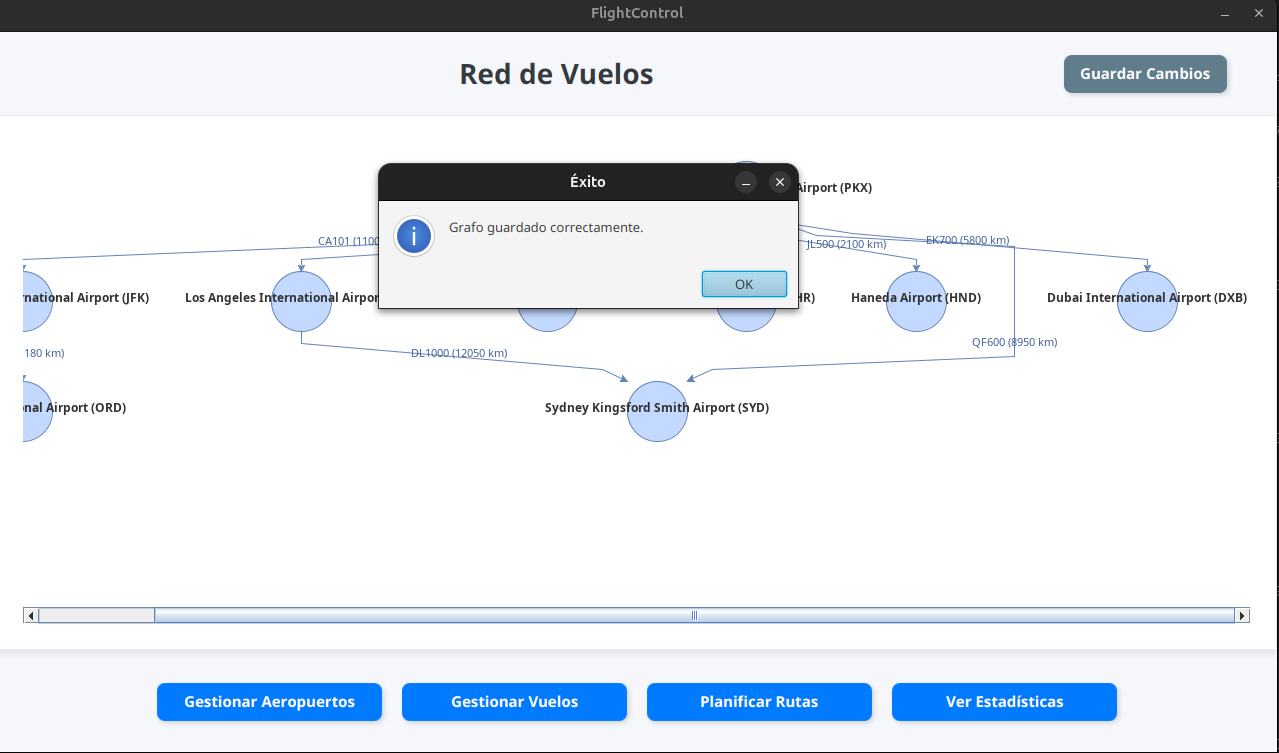 FlightControl
Red de Vuelos
Guardar Cambios
Éxito
Airport (PKX)
Grafo guardado correctamente.
OK
CA101 (1100
JL500 (2100 km)
EK700 (5800 km)
rnational Airport (JFK)
Los Angeles International Airpor
HR)
Haneda Airport (HND)
Dubai International Airport (DXB)
180 km)
DL1000 (12050 km)
QF600 (8950 km)
onal Airport (ORD)
Sydney Kingsford Smith Airport (SYD)
Gestionar Aeropuertos
Gestionar Vuelos
Planificar Rutas
Ver Estadísticas